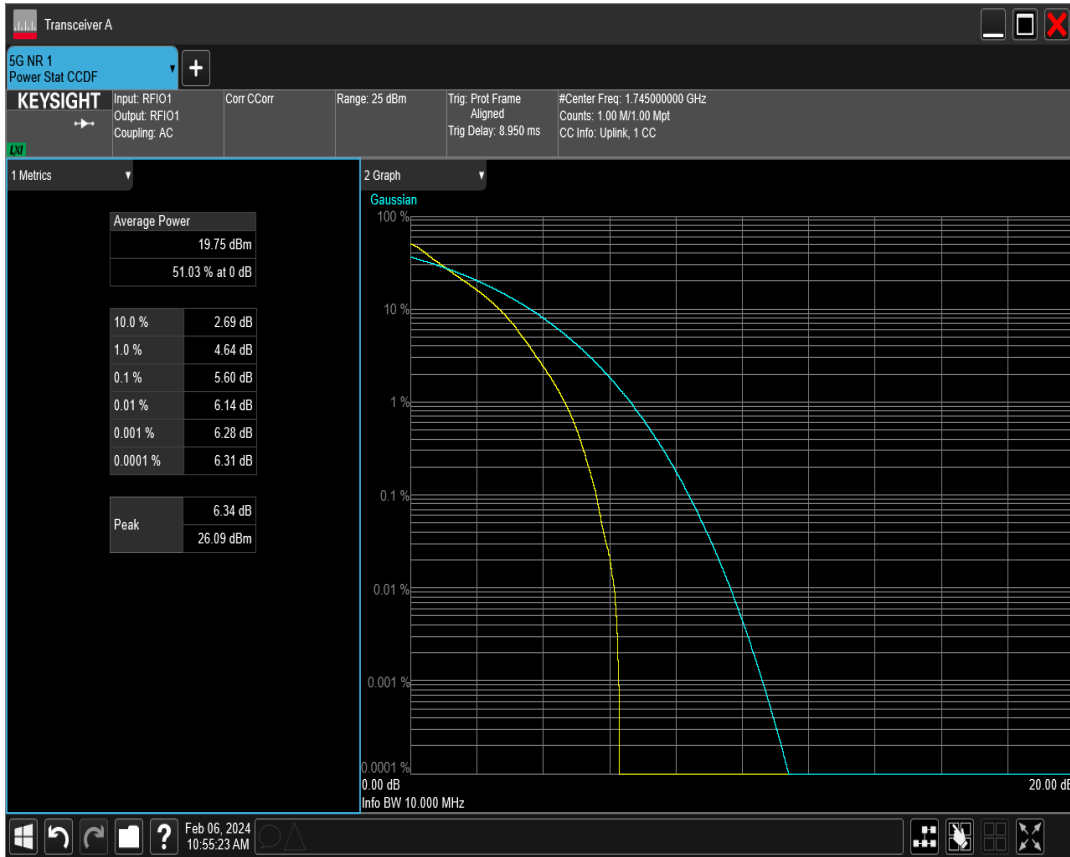 Transceiver A
5G NR 1
Power Stat CCDF
KEYSIGHT
LXI
Input: RFIO1
Output: RFIO1
Coupling: AC
Corr CCorr
Range: 25 dBm
Trig: Prot Frame
Aligned
Trig Delay: 8.950 ms
#Center Freq: 1.745000000 GHz
Counts: 1.00 M/1.00 Mpt
CC Info: Uplink, 1 CC
1 Metrics
Average Power
19.75 dBm
51.03 % at 0 dB
10.0 % 2.69 dB
1.0 % 4.64 dB
0.1 % 5.60 dB
0.01 % 6.14 dB
0.001 % 6.28 dB
0.0001 % 6.31 dB
Peak 6.34 dB
26.09 dBm
2 Graph
Gaussian
100 %
10 %
1 %
0.1 %
0.01 %
0.001 %
0.0001 %
0.00 dB 20.00 dB
Info BW 10.000 MHz
? Feb 06, 2024
10:55:23 AM